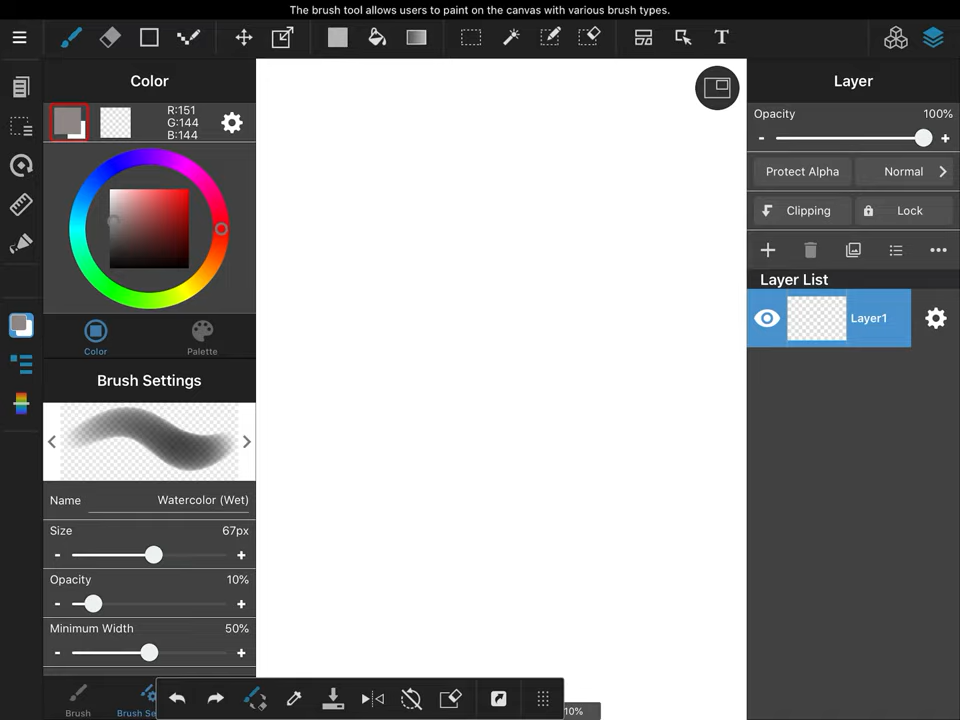 The brush tool allows users to paint on the canvas with various brush types.
T
Color
R:151
G:144
B:144
Color
Palette
Brush Settings
Name Watercolor (Wet)
Size 67px
- +
Opacity 10%
- +
Minimum Width 50%
- +
Brush
Brush Se
10%
Layer
Opacity 100%
- +
Protect Alpha
Normal
Clipping
Lock
Layer List
Layer1